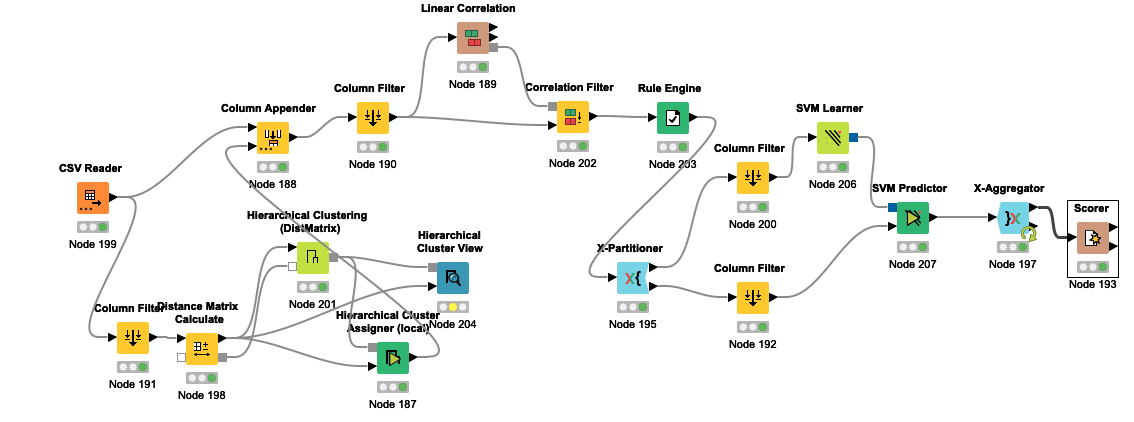 Linear Correlation
Node 189
Column Filter
Node 190
Correlation Filter
Node 202
Rule Engine
Node 203
SVM Learner
Node 206
Column Appender
Node 188
Column Filter
Node 200
CSV Reader
Node 199
SVM Predictor
Node 207
X-Aggregator
Node 197
Scorer
Node 193
Hierarchical Clustering
(DistMatrix)
Node 201
Hierarchical
Cluster View
Node 204
X-Partitioner
Node 195
Column Filter
Node 192
Column Filter
Node 191
Distance Matrix
Calculate
Node 198
Hierarchical Cluster
Assigner (local)
Node 187